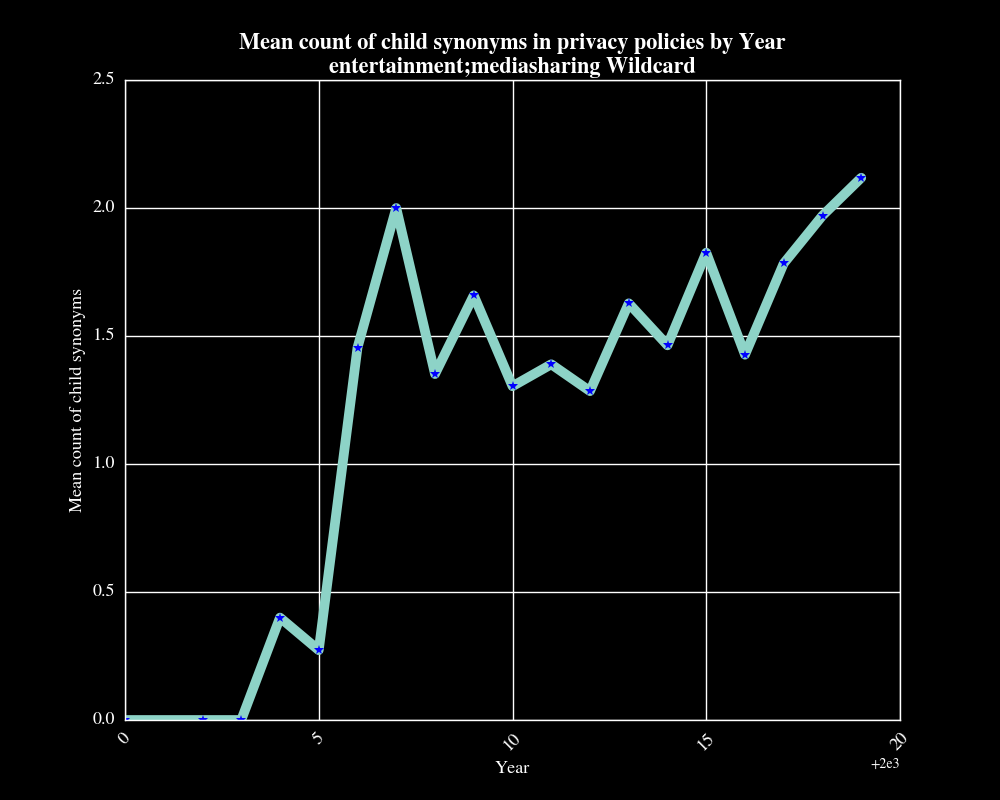 Mean count of child synonyms in privacy policies by Year
entertainment;mediasharing Wildcard
2.5
2.0
1.5
1.0
0.5
0.0
Mean count of child synonyms
0
5
10
15
20
Year
+2e3